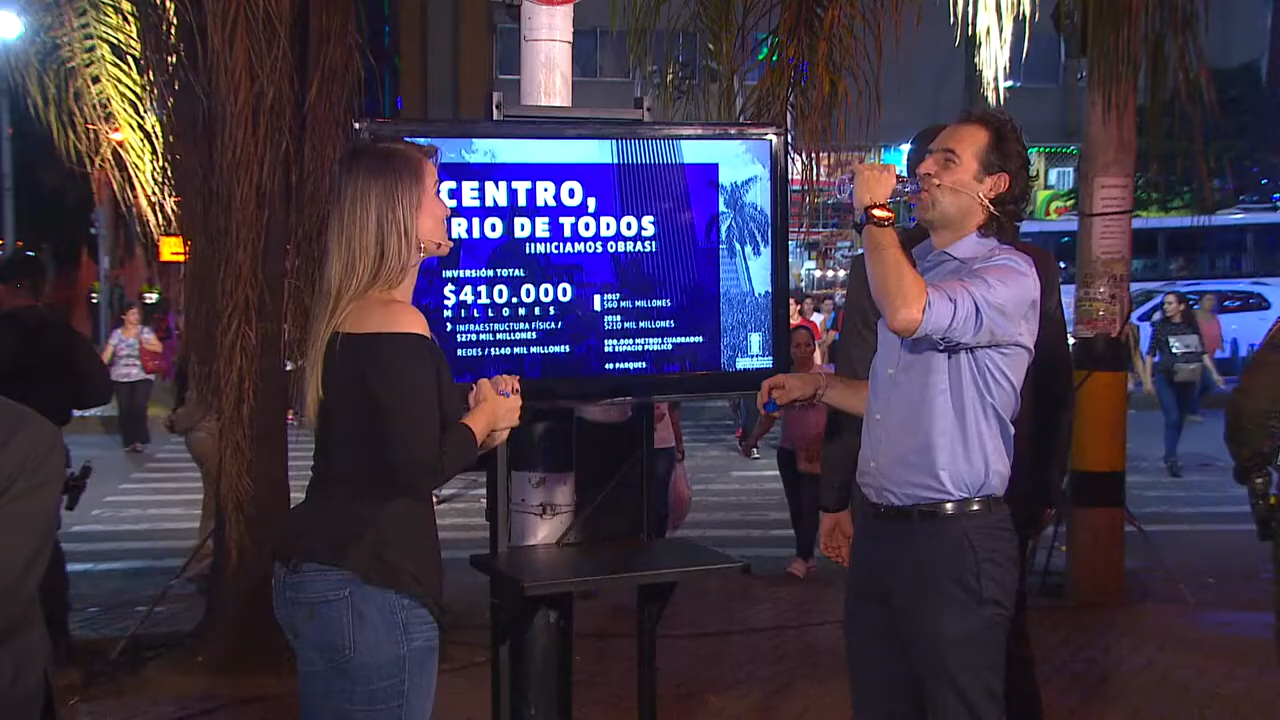 CENTRO,
RIO DE TODOS
¡INICIAMOS OBRAS!
INVERSIÓN TOTAL
$410.000
MILLONES
INFRAESTRUCTURA FÍSICA /
$270 MIL MILLONES
REDES / $140 MIL MILLONES
2017
$60 MIL MILLONES
2018
$210 MIL MILLONES
500.000 METROS CUADRADOS
DE ESPACIO PÚBLICO
40 PARQUES